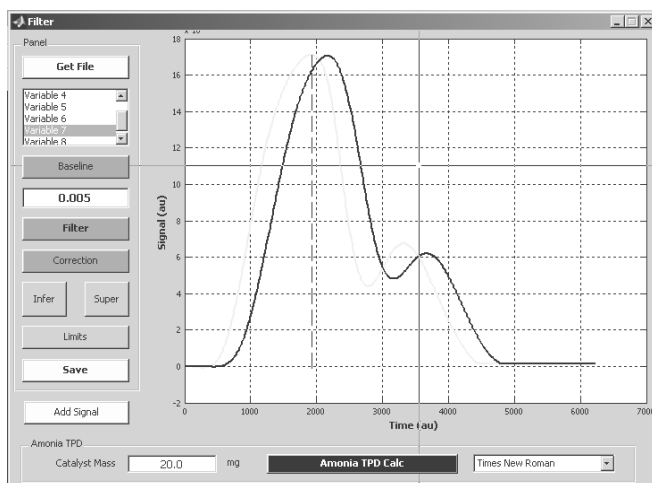 Filter
Panel
Get File
Variable 4
Variable 5
Variable 6
Variable 7
Variable 8
Baseline
0.005
Filter
Correction
Infer Super
Limits
Save
Add Signal
18
16
14
12
10
8
6
4
2
0
-2
Signal (au)
0 1000 2000 3000 4000 5000 6000 7000
Time (au)
Amonia TPD
Catalyst Mass 20.0 mg Amonia TPD Calc Times New Roman